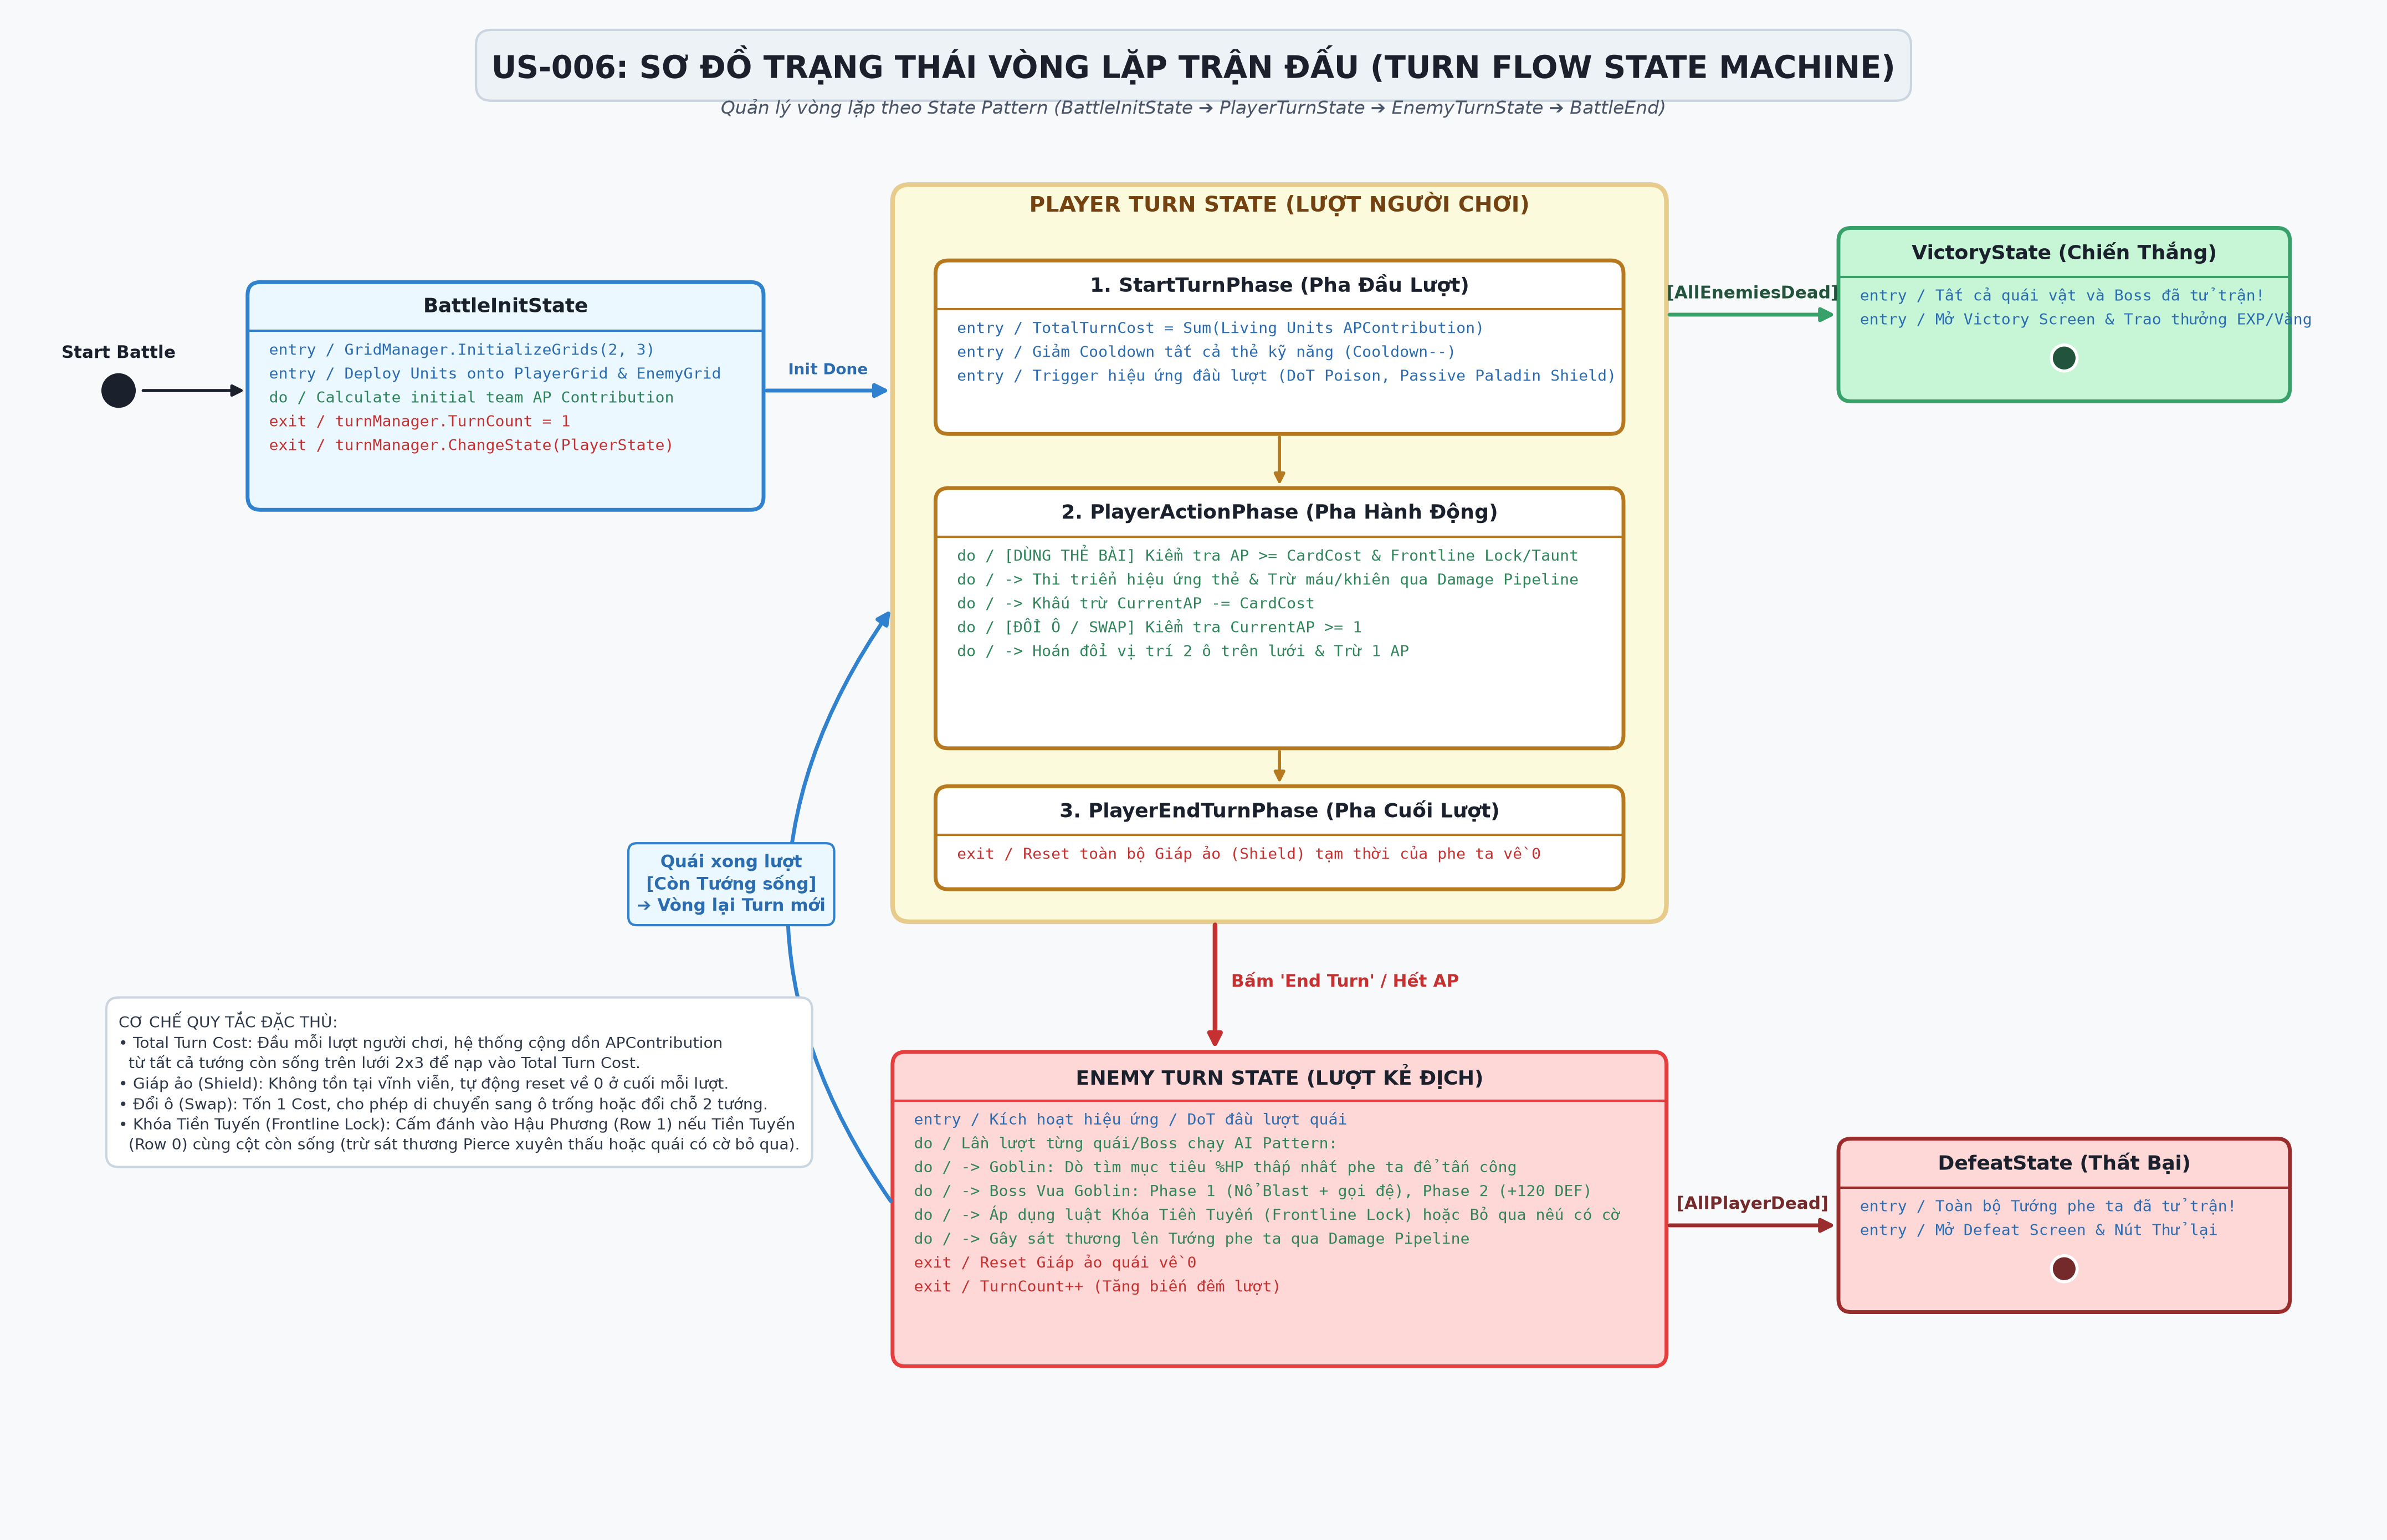 US-006: SƠ ĐỒ TRẠNG THÁI VÒNG LẶP TRẬN ĐẤU (TURN FLOW STATE MACHINE)
Quản lý vòng lặp theo State Pattern (BattleInitState ➔ PlayerTurnState ➔ EnemyTurnState ➔ BattleEnd)
Start Battle
BattleInitState
entry / GridManager.InitializeGrids(2, 3)
entry / Deploy Units onto PlayerGrid & EnemyGrid
do / Calculate initial team AP Contribution
exit / turnManager.TurnCount = 1
exit / turnManager.ChangeState(PlayerState)
Init Done
PLAYER TURN STATE (LƯỢT NGƯỜI CHƠI)
1. StartTurnPhase (Pha Đầu Lượt)
entry / TotalTurnCost = Sum(Living Units APContribution)
entry / Giảm Cooldown tất cả thẻ kỹ năng (Cooldown--)
entry / Trigger hiệu ứng đầu lượt (DoT Poison, Passive Paladin Shield)
2. PlayerActionPhase (Pha Hành Động)
do / [DÙNG THẺ BÀI] Kiểm tra AP >= CardCost & Frontline Lock/Taunt
do / -> Thi triển hiệu ứng thẻ & Trừ máu/khiên qua Damage Pipeline
do / -> Khấu trừ CurrentAP -= CardCost
do / [ĐỔI Ô / SWAP] Kiểm tra CurrentAP >= 1
do / -> Hoán đổi vị trí 2 ô trên lưới & Trừ 1 AP
3. PlayerEndTurnPhase (Pha Cuối Lượt)
exit / Reset toàn bộ Giáp ảo (Shield) tạm thời của phe ta về 0
[AllEnemiesDead]
VictoryState (Chiến Thắng)
entry / Tất cả quái vật và Boss đã tử trận!
entry / Mở Victory Screen & Trao thưởng EXP/Vàng
Quái xong lượt
[Còn Tướng sống]
➔ Vòng lại Turn mới
Bấm 'End Turn' / Hết AP
CƠ CHẾ QUY TẮC ĐẶC THÙ:
• Total Turn Cost: Đầu mỗi lượt người chơi, hệ thống cộng dồn APContribution
từ tất cả tướng còn sống trên lưới 2x3 để nạp vào Total Turn Cost.
• Giáp ảo (Shield): Không tồn tại vĩnh viễn, tự động reset về 0 ở cuối mỗi lượt.
• Đổi ô (Swap): Tốn 1 Cost, cho phép di chuyển sang ô trống hoặc đổi chỗ 2 tướng.
• Khóa Tiền Tuyến (Frontline Lock): Cấm đánh vào Hậu Phương (Row 1) nếu Tiền Tuyến
(Row 0) cùng cột còn sống (trừ sát thương Pierce xuyên thấu hoặc quái có cờ bỏ qua).
ENEMY TURN STATE (LƯỢT KẺ ĐỊCH)
entry / Kích hoạt hiệu ứng / DoT đầu lượt quái
do / Lần lượt từng quái/Boss chạy AI Pattern:
do / -> Goblin: Dò tìm mục tiêu %HP thấp nhất phe ta để tấn công
do / -> Boss Vua Goblin: Phase 1 (Nổ Blast + gọi đệ), Phase 2 (+120 DEF)
do / -> Áp dụng luật Khóa Tiền Tuyến (Frontline Lock) hoặc Bỏ qua nếu có cờ
do / -> Gây sát thương lên Tướng phe ta qua Damage Pipeline
exit / Reset Giáp ảo quái về 0
exit / TurnCount++ (Tăng biến đếm lượt)
[AllPlayerDead]
DefeatState (Thất Bại)
entry / Toàn bộ Tướng phe ta đã tử trận!
entry / Mở Defeat Screen & Nút Thử lại